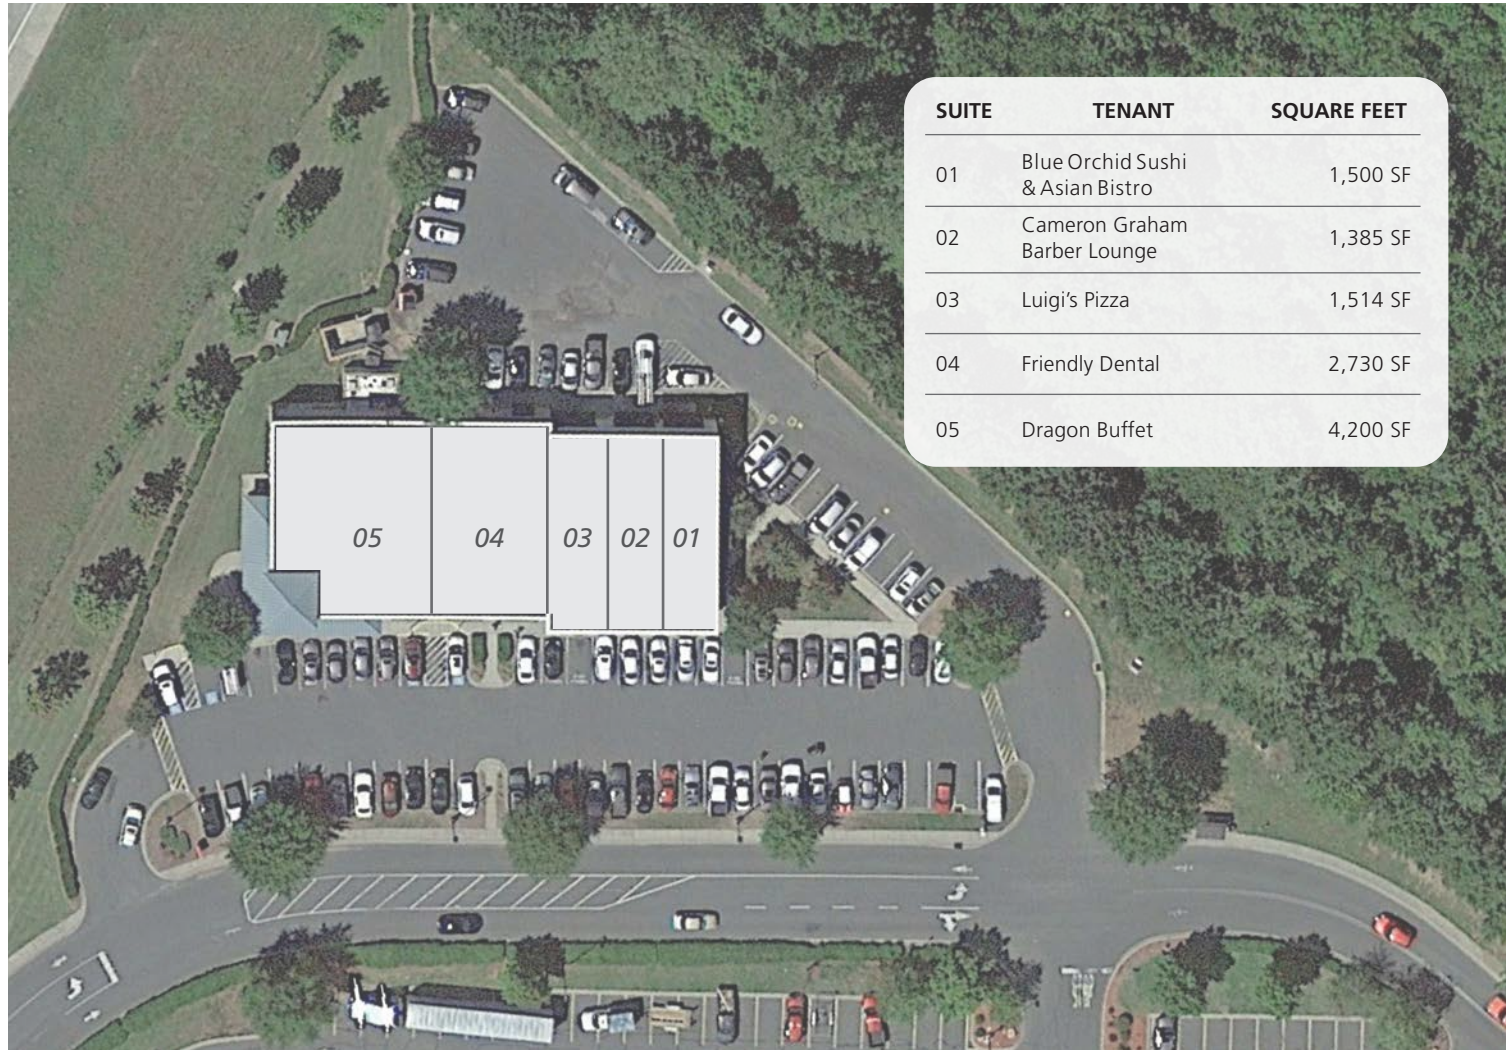 SUITE TENANT SQUARE FEET
01 Blue Orchid Sushi
& Asian Bistro 1,500 SF
02 Cameron Graham
Barber Lounge 1,385 SF
03 Luigi’s Pizza 1,514 SF
04 Friendly Dental 2,730 SF
05 Dragon Buffet 4,200 SF
05 04 03 02 01